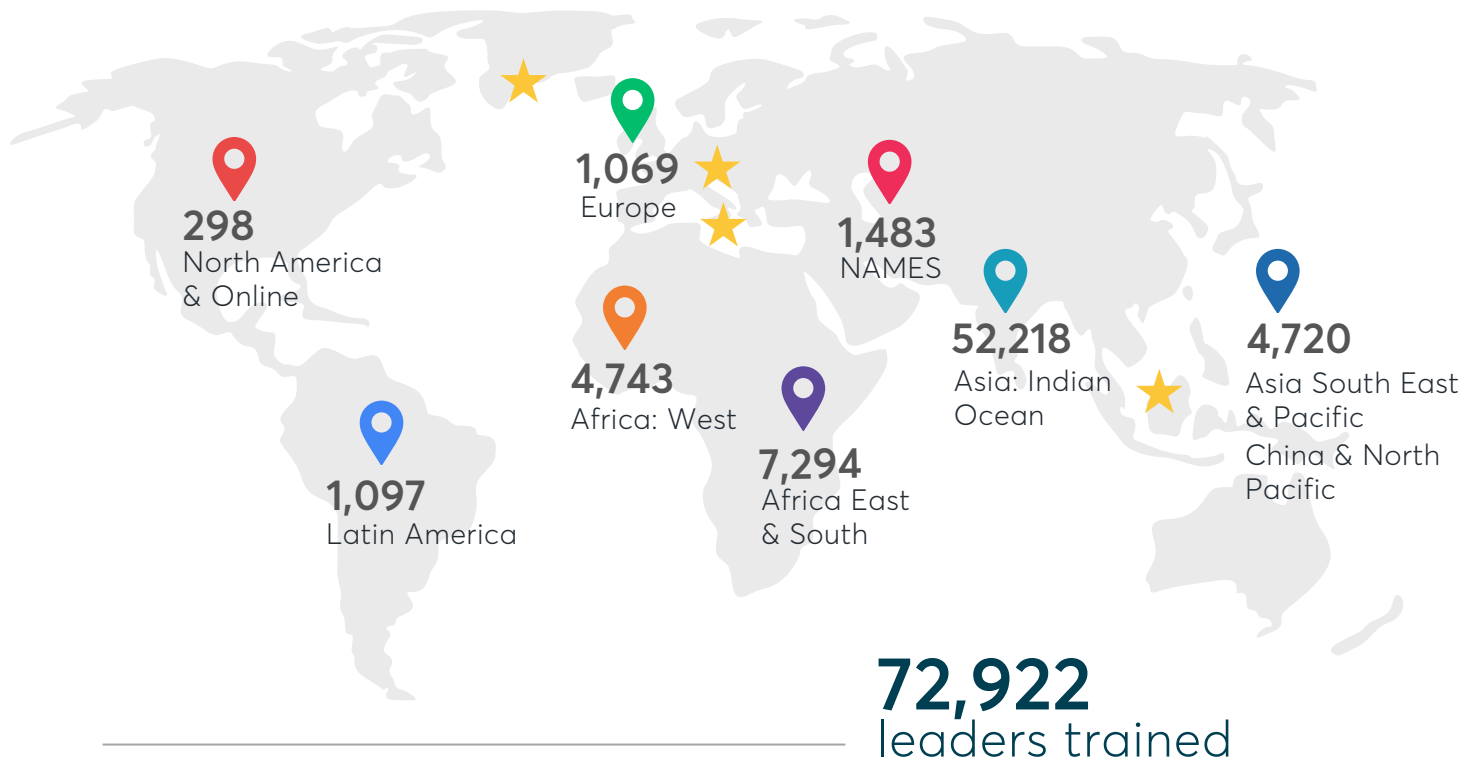 1,069
Europe
298
North America
& Online
1,483
NAMES
52,218
Asia: Indian
Ocean
4,720
Asia South East
& Pacific
China & North
Pacific
4,743
Africa: West
7,294
Africa East
& South
1,097
Latin America
72,922
leaders trained